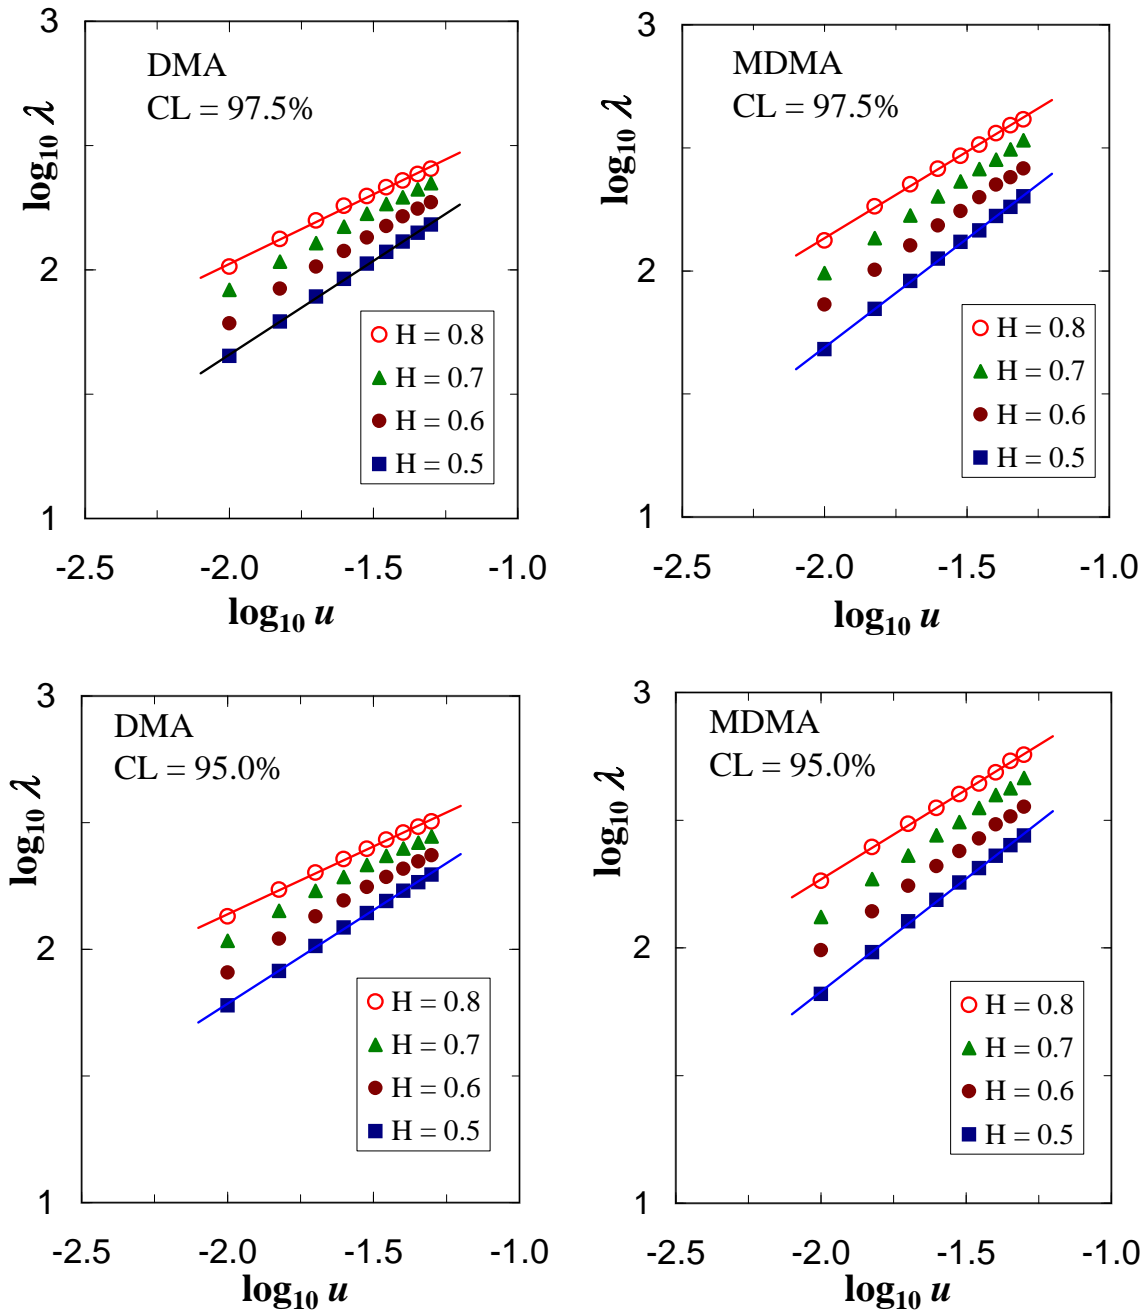 3
DMA
CL = 97.5%
log₁₀ λ
2
H = 0.8
H = 0.7
H = 0.6
H = 0.5
1
-2.5 -2.0 -1.5 -1.0
log₁₀ u
3
MDMA
CL = 97.5%
log₁₀ λ
2
H = 0.8
H = 0.7
H = 0.6
H = 0.5
1
-2.5 -2.0 -1.5 -1.0
log₁₀ u
3
DMA
CL = 95.0%
log₁₀ λ
2
H = 0.8
H = 0.7
H = 0.6
H = 0.5
1
-2.5 -2.0 -1.5 -1.0
log₁₀ u
3
MDMA
CL = 95.0%
log₁₀ λ
2
H = 0.8
H = 0.7
H = 0.6
H = 0.5
1
-2.5 -2.0 -1.5 -1.0
log₁₀ u